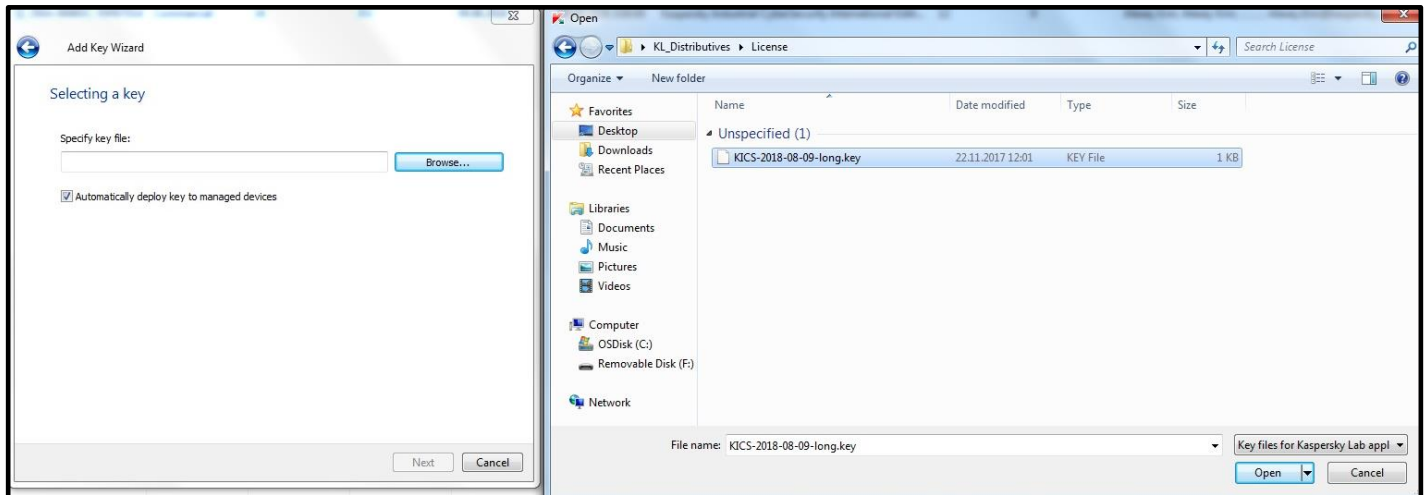 Add Key Wizard
Selecting a key
Specify key file:
Browse...
Automatically deploy key to managed devices
Next
Cancel
Open
KL_Distributives
License
Search License
Organize
New folder
Favorites
Desktop
Downloads
Recent Places
Libraries
Documents
Music
Pictures
Videos
Computer
OSDisk (C:)
Removable Disk (F:)
Network
Name Date modified Type Size
Unspecified (1)
KICS-2018-08-09-long.key 22.11.2017 12:01 KEY File 1 KB
File name: KICS-2018-08-09-long.key
Key files for Kaspersky Lab appl
Open
Cancel